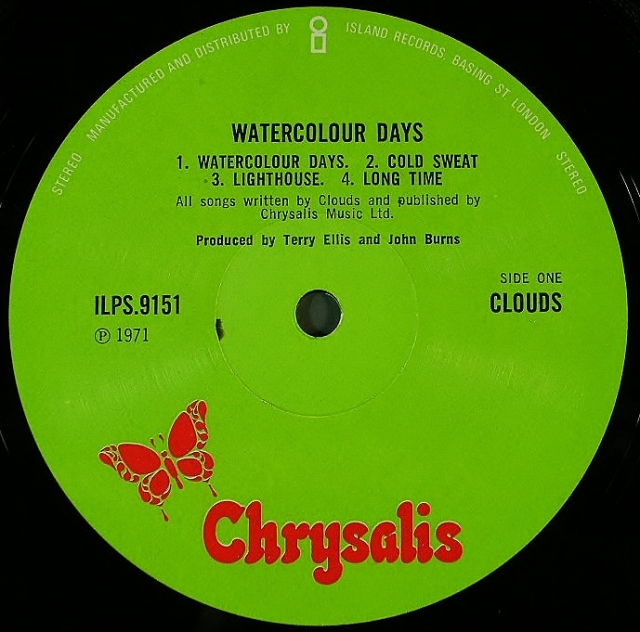 STEREO MANUFACTURED AND DISTRIBUTED BY ISLAND RECORDS, BASING ST. LONDON STEREO
WATERCOLOUR DAYS
1. WATERCOLOUR DAYS. 2. COLD SWEAT
3. LIGHTHOUSE. 4. LONG TIME
All songs written by Clouds and published by
Chrysalis Music Ltd.
Produced by Terry Ellis and John Burns
SIDE ONE
ILPS.9151 CLOUDS
℗ 1971
Chrysalis